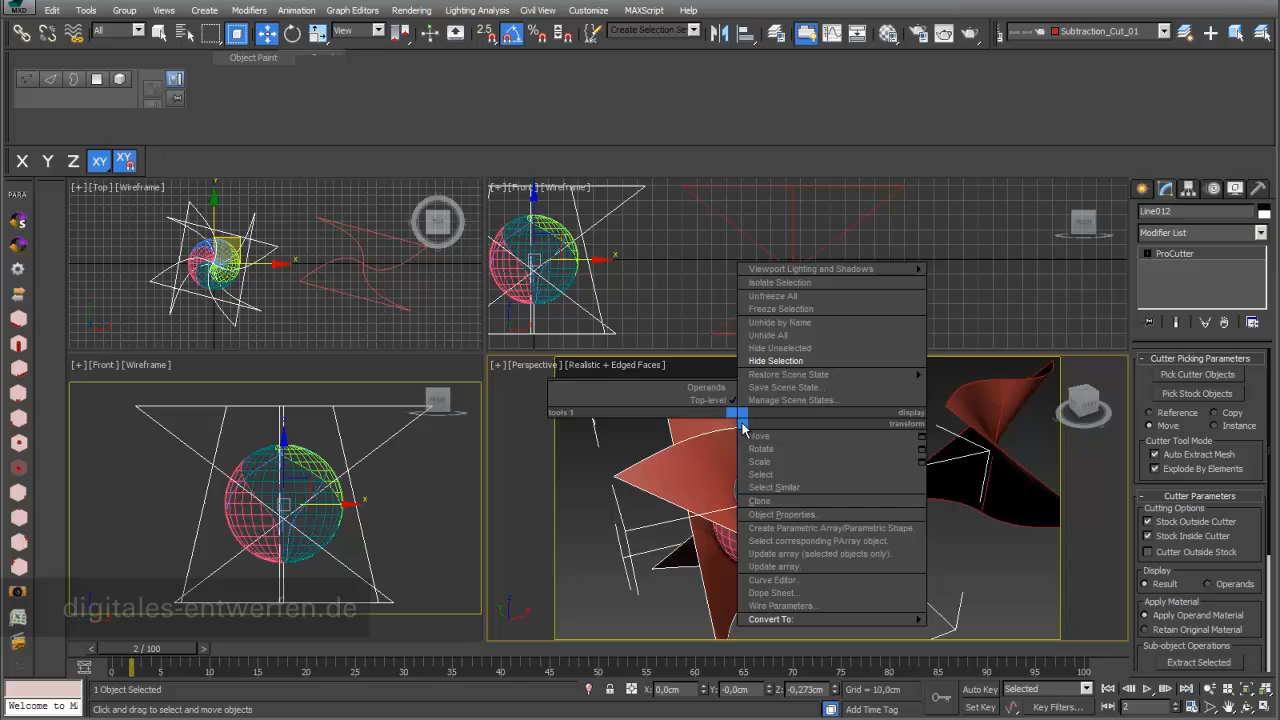 MXD Edit Tools Group Views Create Modifiers Animation Graph Editors Rendering Lighting Analysis Civil View Customize MAXScript Help
All View 2.5 Create Selection Se Subtraction_Cut_01
Object Paint
X Y Z XY XY
PARA
[+] [Top] [Wireframe]
[+] [Front] [Wireframe]
TOP
FRONT
y
x
x
Line012
Modifier List
ProCutter
[+] [Front] [Wireframe]
[+] [Perspective] [Realistic + Edged Faces]
FRONT
FRONT
x
Viewport Lighting and Shadows
Isolate Selection
Unfreeze All
Freeze Selection
Unhide by Name
Unhide All
Hide Unselected
Hide Selection
Restore Scene State
Save Scene State...
Manage Scene States...
Operands
Top-level
tools 1
display
transform
Move
Rotate
Scale
Select
Select Similar
Clone
Object Properties...
Create Parametric Array/Parametric Shape.
Select corresponding PArray object.
Update array (selected objects only).
Update array.
Curve Editor...
Dope Sheet...
Wire Parameters...
Convert To:
Cutter Picking Parameters
Pick Cutter Objects
Pick Stock Objects
Reference Copy
Move Instance
Cutter Tool Mode
Auto Extract Mesh
Explode By Elements
Cutter Parameters
Cutting Options
Stock Outside Cutter
Stock Inside Cutter
Cutter Outside Stock
Display
Result Operands
Apply Material
Apply Operand Material
Retain Original Material
Sub-object Operations
Extract Selected
digitales-entwerfen.de
< 2 / 100 >
0 5 10 15 20 25 30 35 40 45 50 55 60 65 70 75 80 85 90 95 100
1 Object Selected X: 0,0cm Y: -0,0cm Z: -0,273cm Grid = 10,0cm Auto Key Selected
Welcome to MA Click and drag to select and move objects Add Time Tag Set Key Key Filters... 2